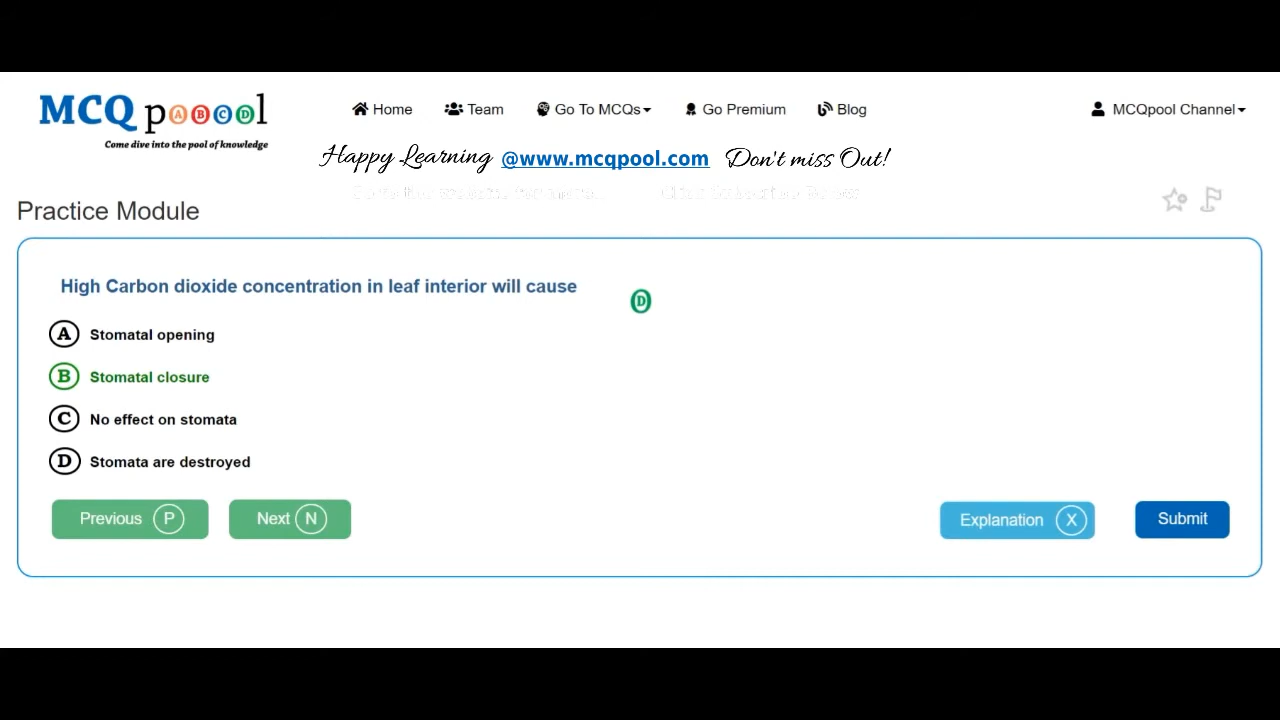 MCQ pABCDl
Come dive into the pool of knowledge
Home Team Go To MCQs Go Premium Blog MCQpool Channel
Happy Learning @www.mcqpool.com Don't miss Out!
Practice Module
High Carbon dioxide concentration in leaf interior will cause
D
A Stomatal opening
B Stomatal closure
C No effect on stomata
D Stomata are destroyed
Previous P Next N Explanation X Submit